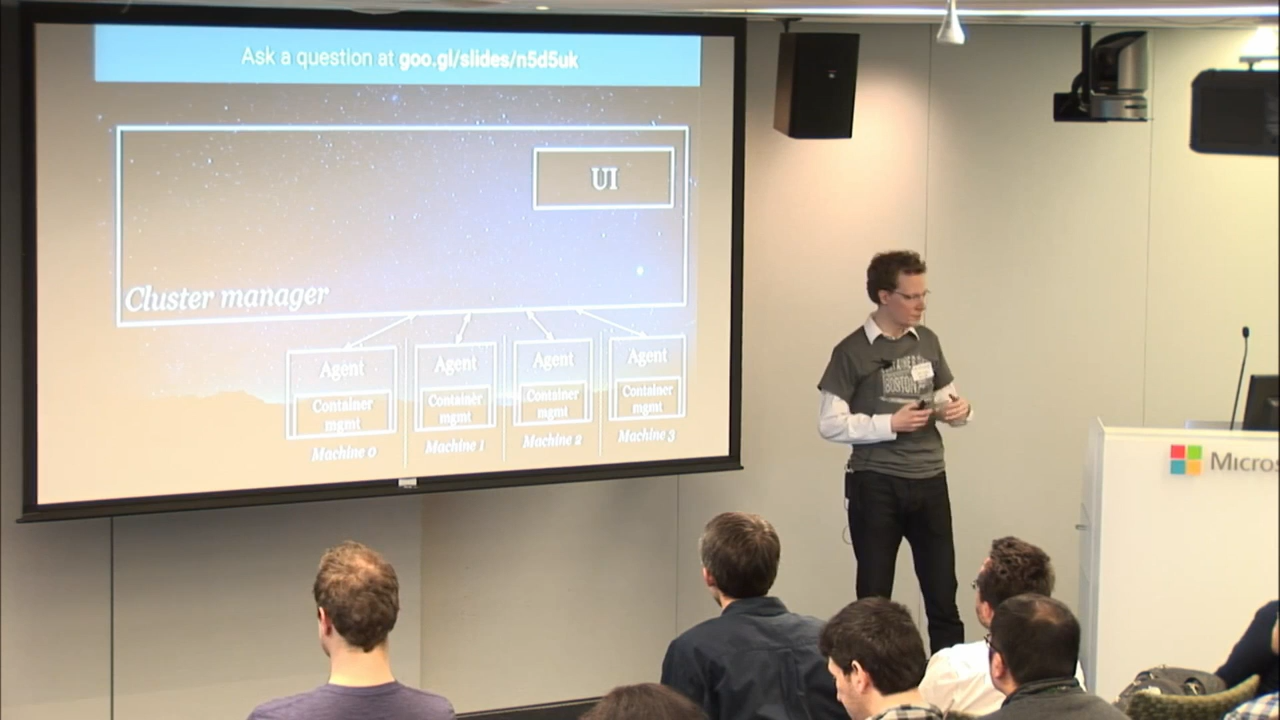 Ask a question at goo.gl/slides/n5d5uk
UI
Cluster manager
Agent
Container
mgmt
Machine 0
Agent
Container
mgmt
Machine 1
Agent
Container
mgmt
Machine 2
Agent
Container
mgmt
Machine 3
BOSTON
Micros